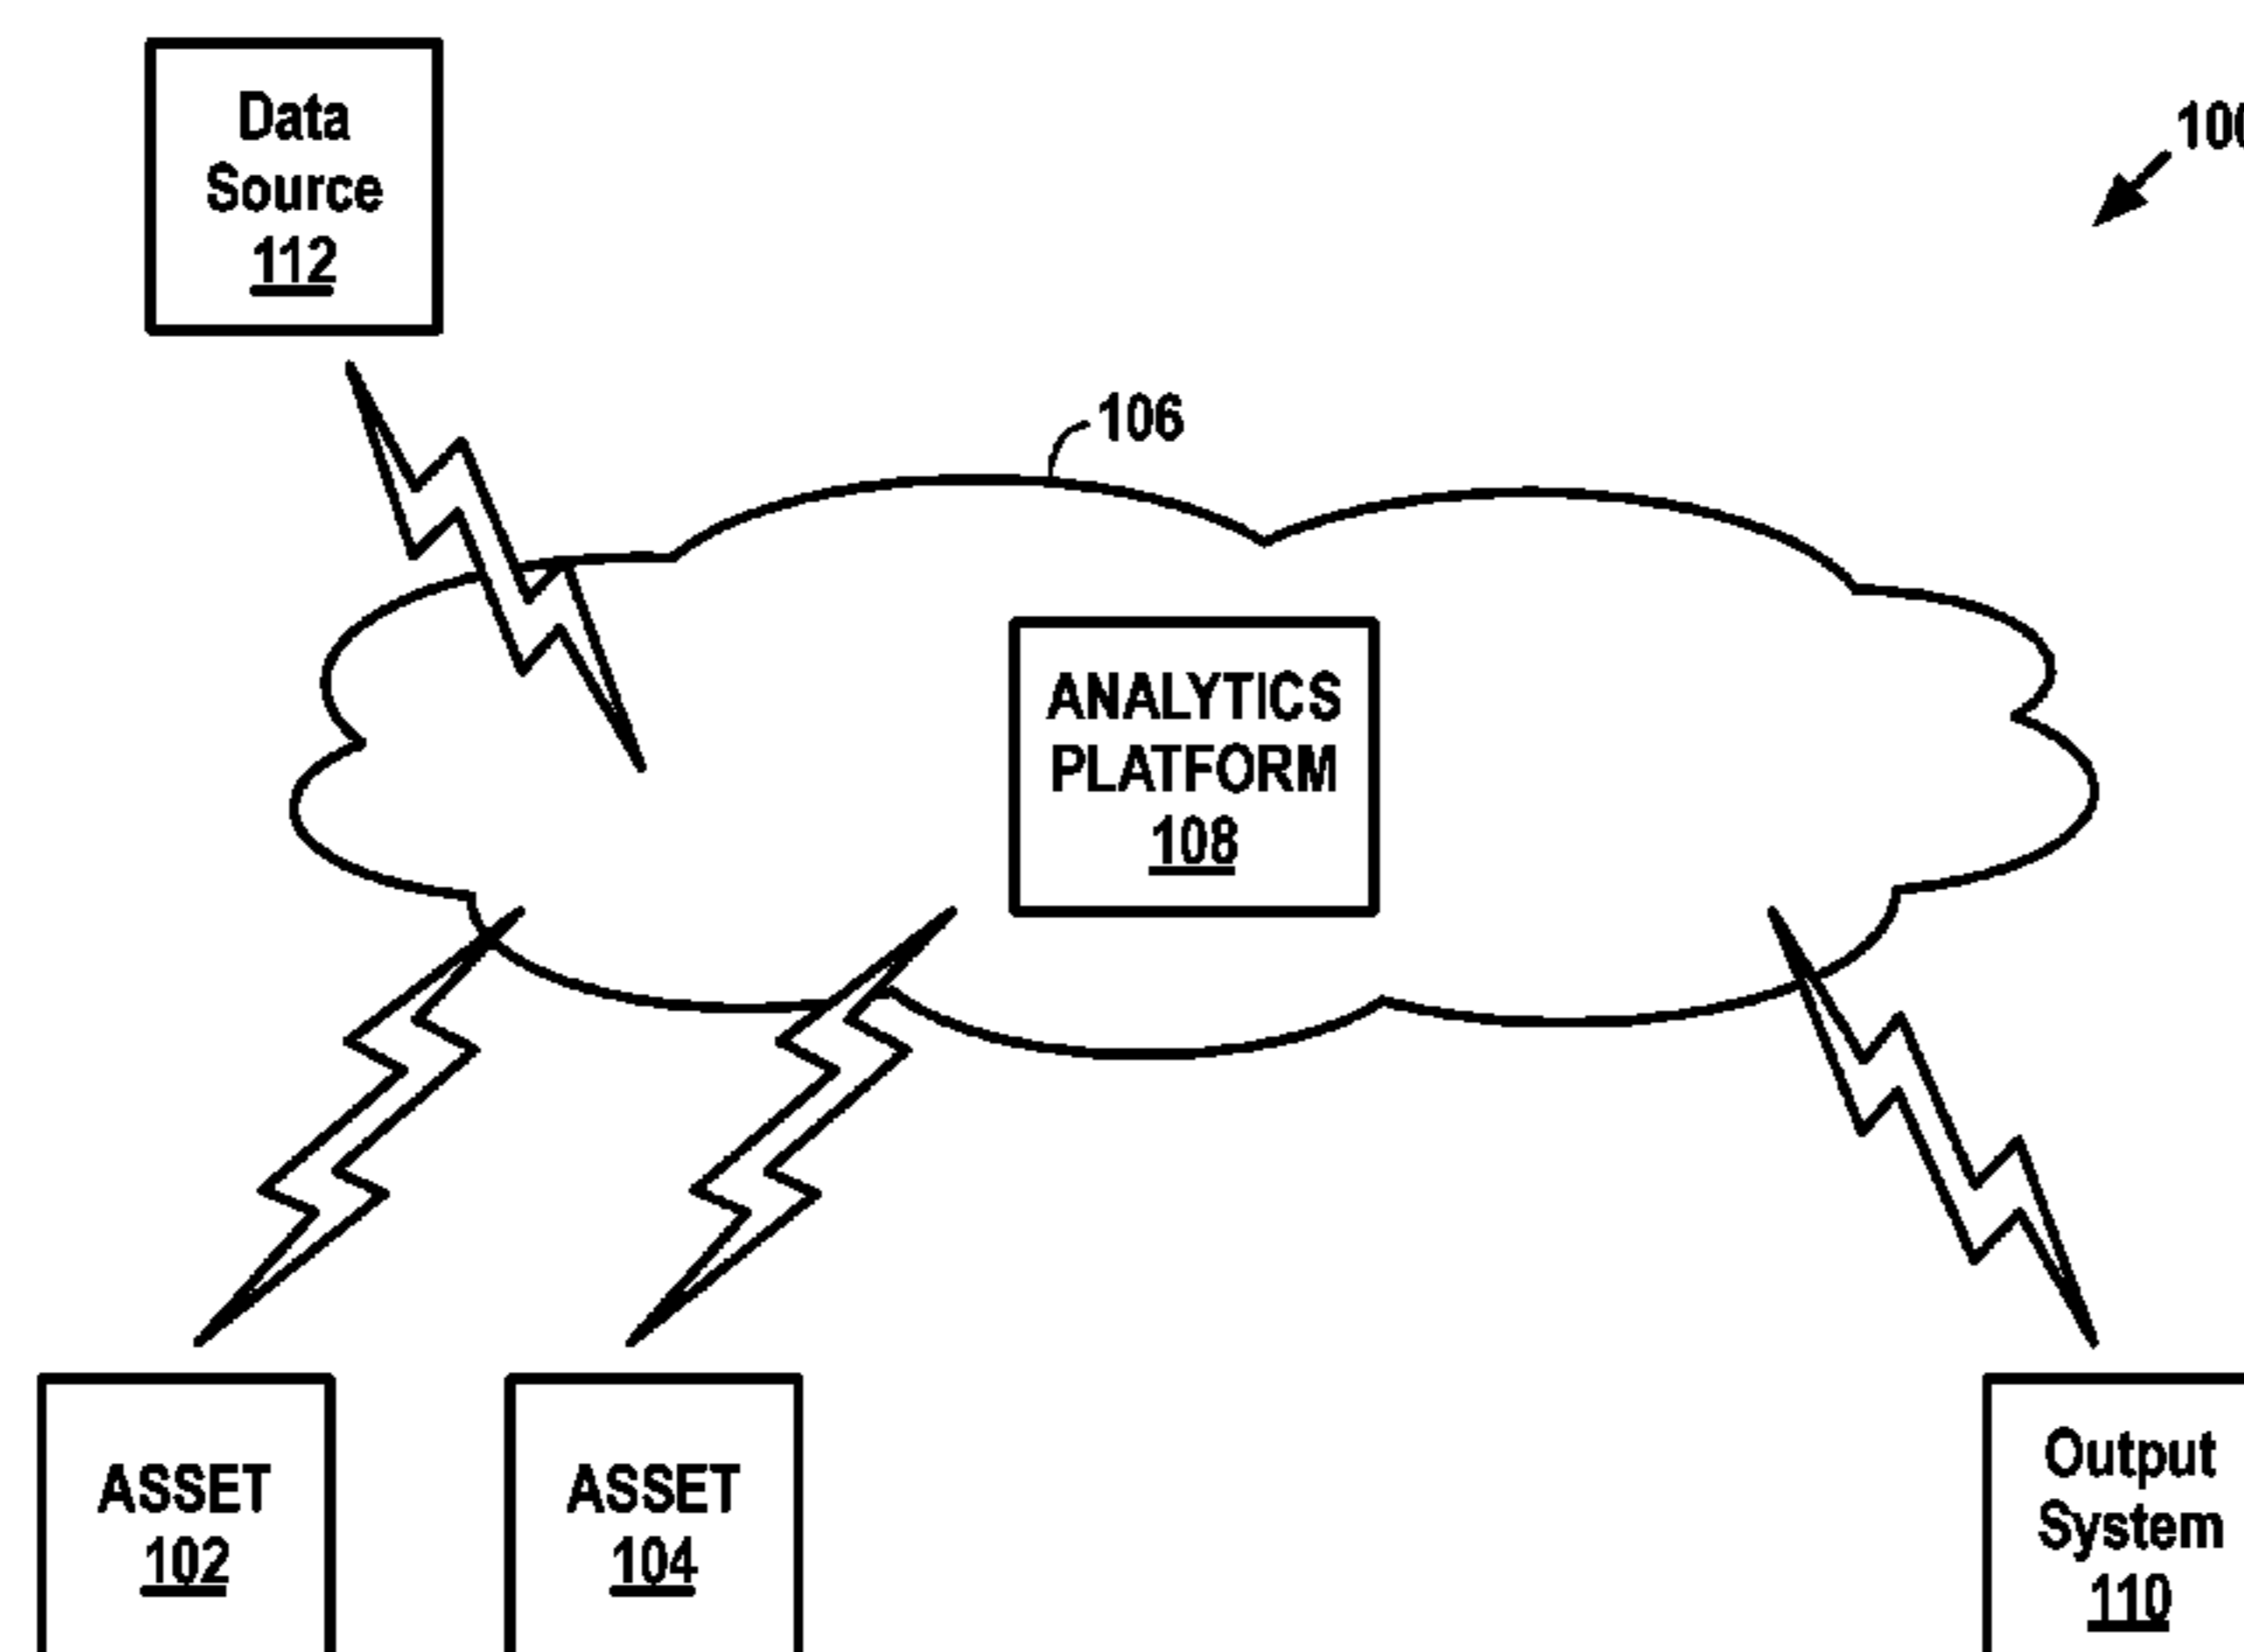 Data
Source
112
100
106
ANALYTICS
PLATFORM
108
ASSET
102
ASSET
104
Output
System
110